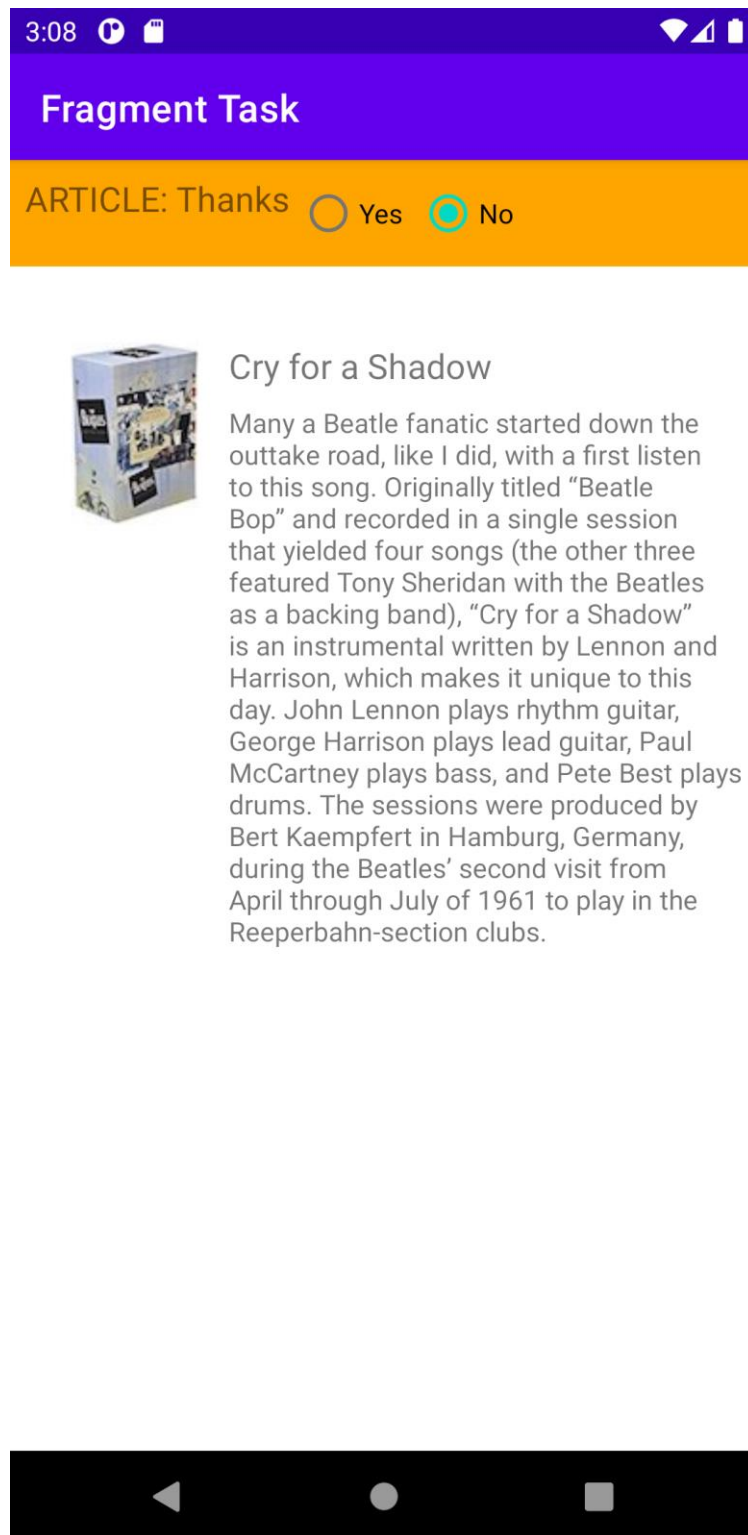 3:08
Fragment Task
ARTICLE: Thanks Yes No
Cry for a Shadow
Many a Beatle fanatic started down the
outtake road, like I did, with a first listen
to this song. Originally titled “Beatle
Bop” and recorded in a single session
that yielded four songs (the other three
featured Tony Sheridan with the Beatles
as a backing band), “Cry for a Shadow”
is an instrumental written by Lennon and
Harrison, which makes it unique to this
day. John Lennon plays rhythm guitar,
George Harrison plays lead guitar, Paul
McCartney plays bass, and Pete Best plays
drums. The sessions were produced by
Bert Kaempfert in Hamburg, Germany,
during the Beatles’ second visit from
April through July of 1961 to play in the
Reeperbahn-section clubs.